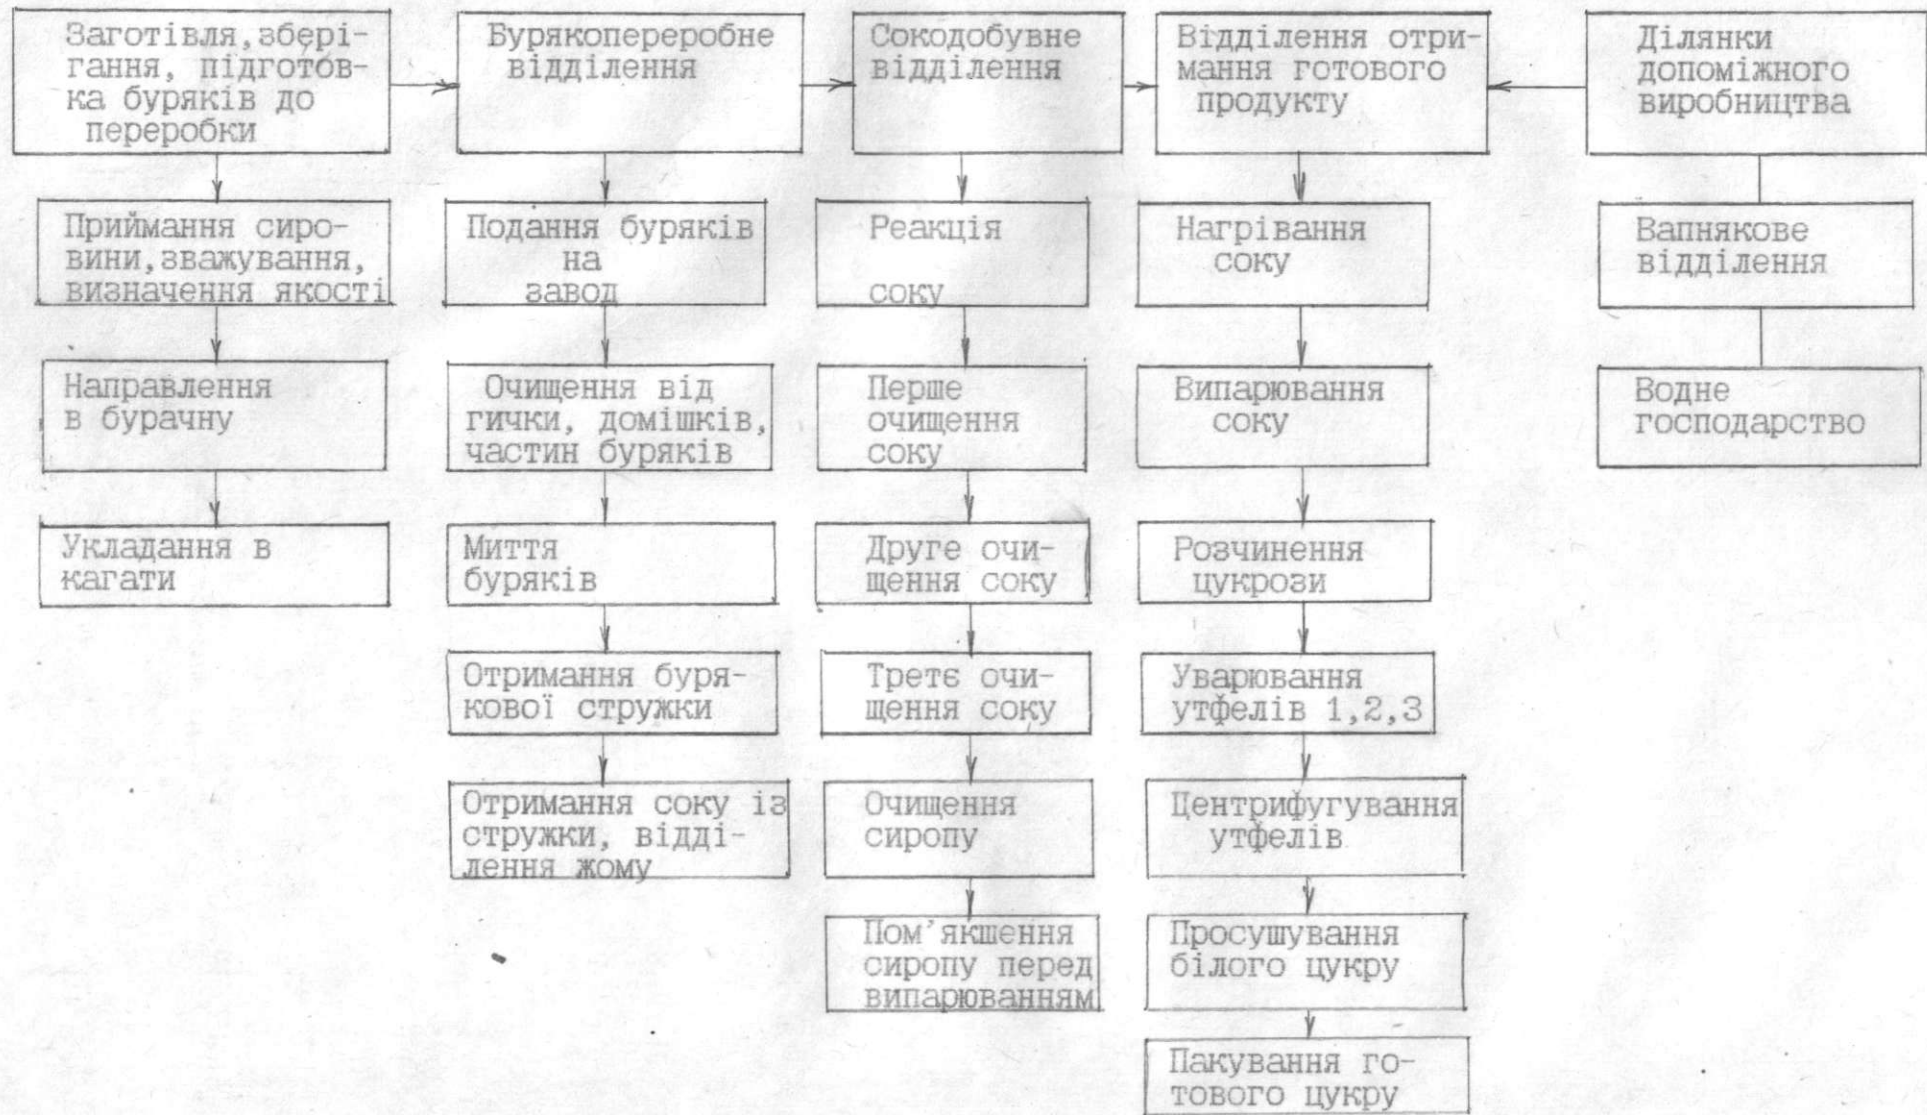 Заготівля,збері-
гання, підготов-
ка буряків до
переробки
Приймання сиро-
вини,зважування,
визначення якості
Направлення
в бурачну
Укладання в
кагати
Бурякопереробне
відділення
Подання буряків
на
завод
Очищення від
гички, домішків,
частин буряків
Миття
буряків
Отримання буря-
кової стружки
Отримання соку із
стружки, відді-
лення жому
Сокодобувне
відділення
Реакція
соку
Перше
очищення
соку
Друге очи-
щення соку
Третє очи-
щення соку
Очищення
сиропу
Пом'якшення
сиропу перед
випарюванням
Відділення отри-
мання готового
продукту
Нагрівання
соку
Випарювання
соку
Розчинення
цукрози
Уварювання
утфелів 1,2,3
Центрифугування
утфелів
Просушування
білого цукру
Пакування го-
тового цукру
Ділянки
допоміжного
виробництва
Вапнякове
відділення
Водне
господарство